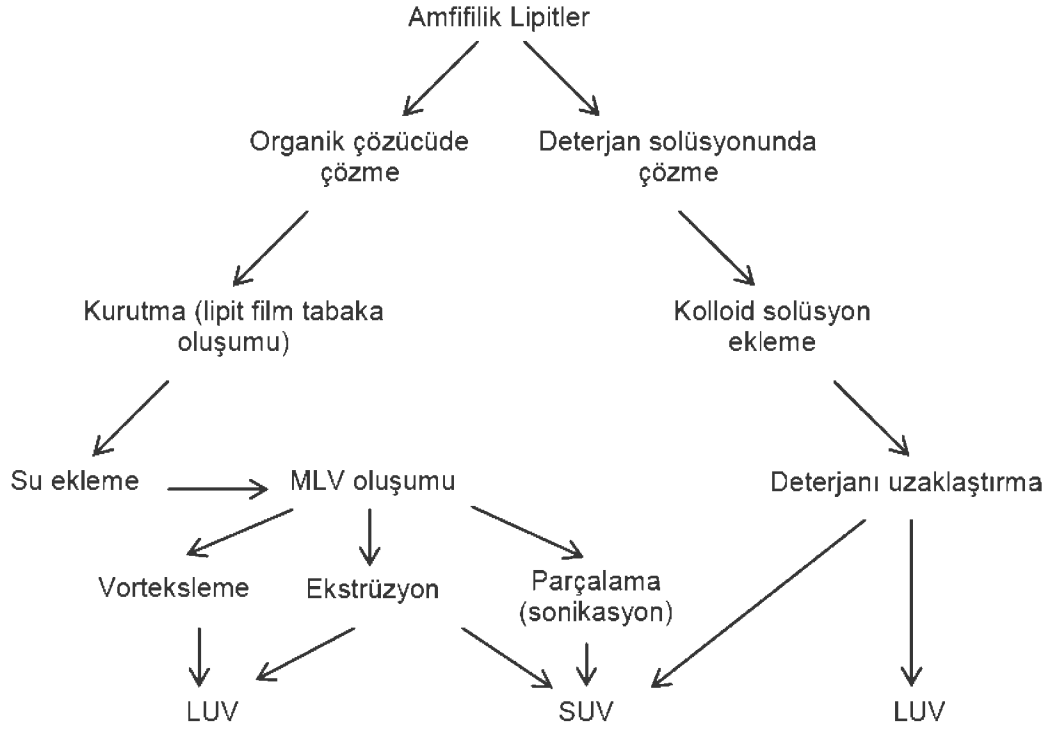 Amfifilik Lipitler
Organik çözücüde
çözme
Deterjan solüsyonunda
çözme
Kurutma (lipit film tabaka
oluşumu)
Kolloid solüsyon
ekleme
Su ekleme
MLV oluşumu
Deterjanı uzaklaştırma
Vorteksleme
Ekstrüzyon
Parçalama
(sonikasyon)
LUV
SUV
LUV